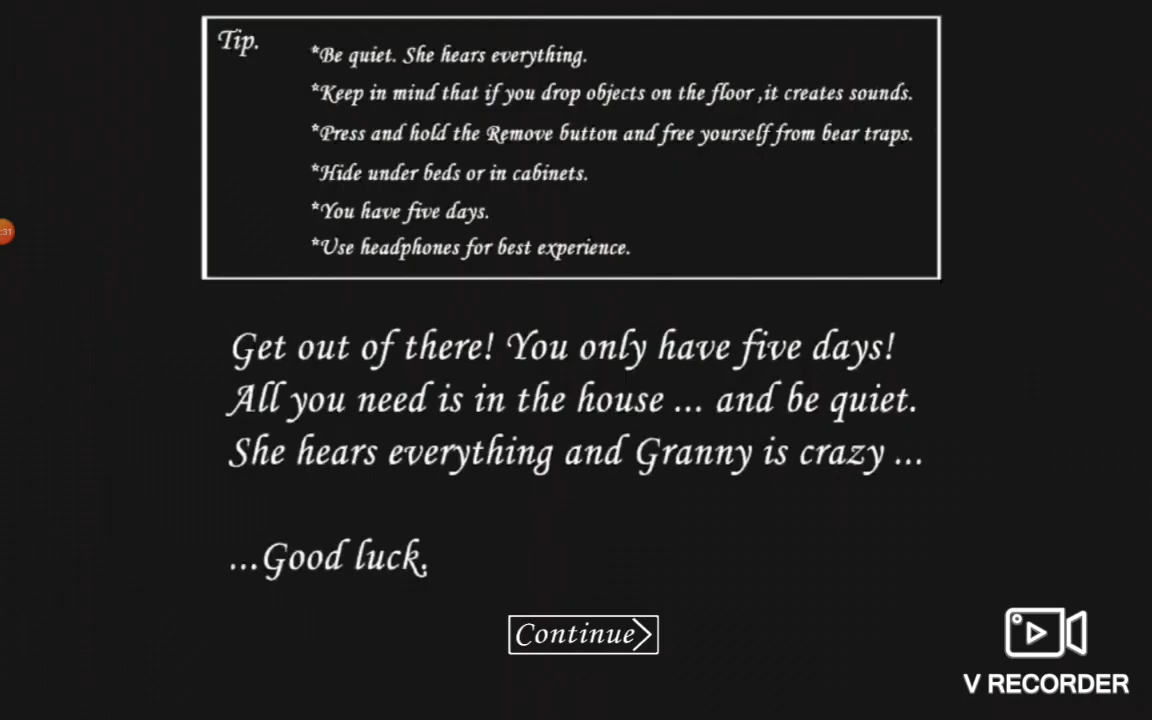 Tip.
*Be quiet. She hears everything.
*Keep in mind that if you drop objects on the floor ,it creates sounds.
*Press and hold the Remove button and free yourself from bear traps.
*Hide under beds or in cabinets.
*You have five days.
*Use headphones for best experience.
:31
Get out of there! You only have five days!
All you need is in the house ... and be quiet.
She hears everything and Granny is crazy ...
...Good luck.
Continue
V RECORDER